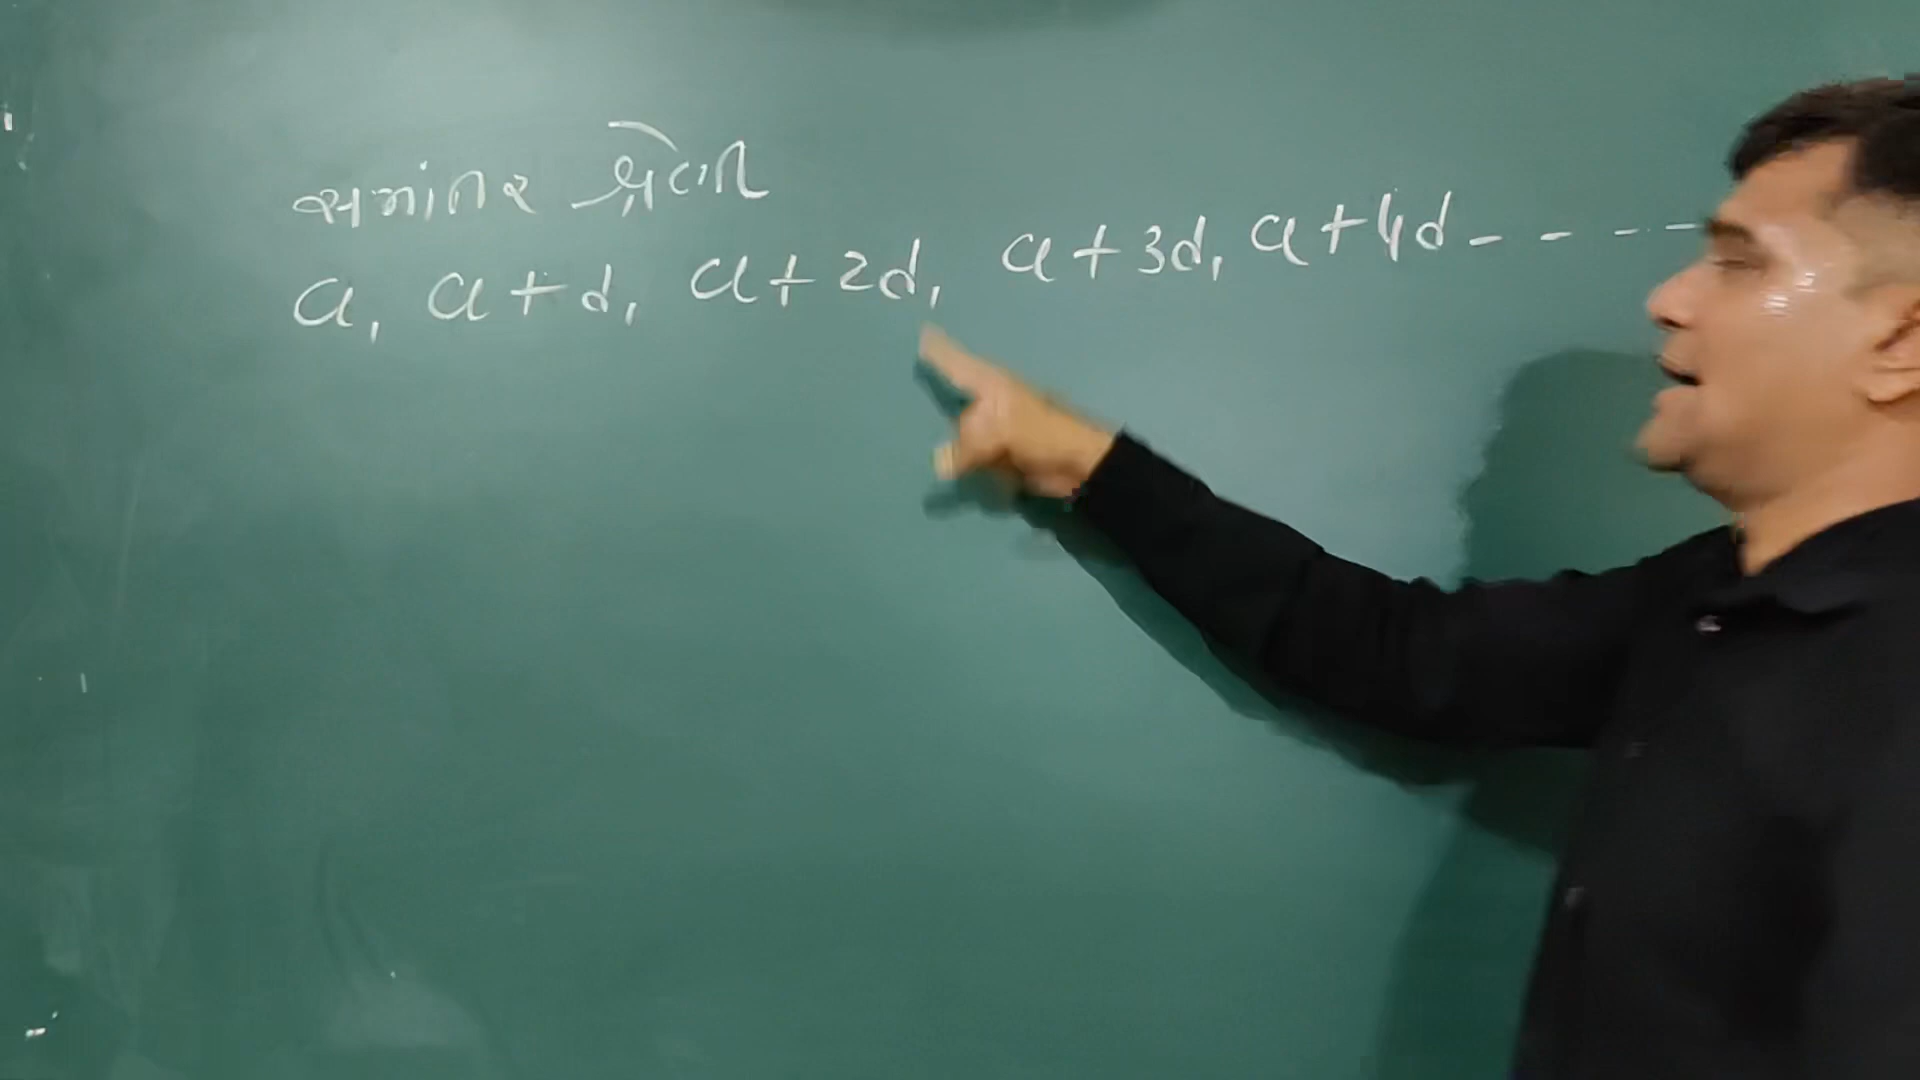 સમાંતર શ્રેણી
a, a + d, a + 2d, a + 3d, a + 4d - - - -